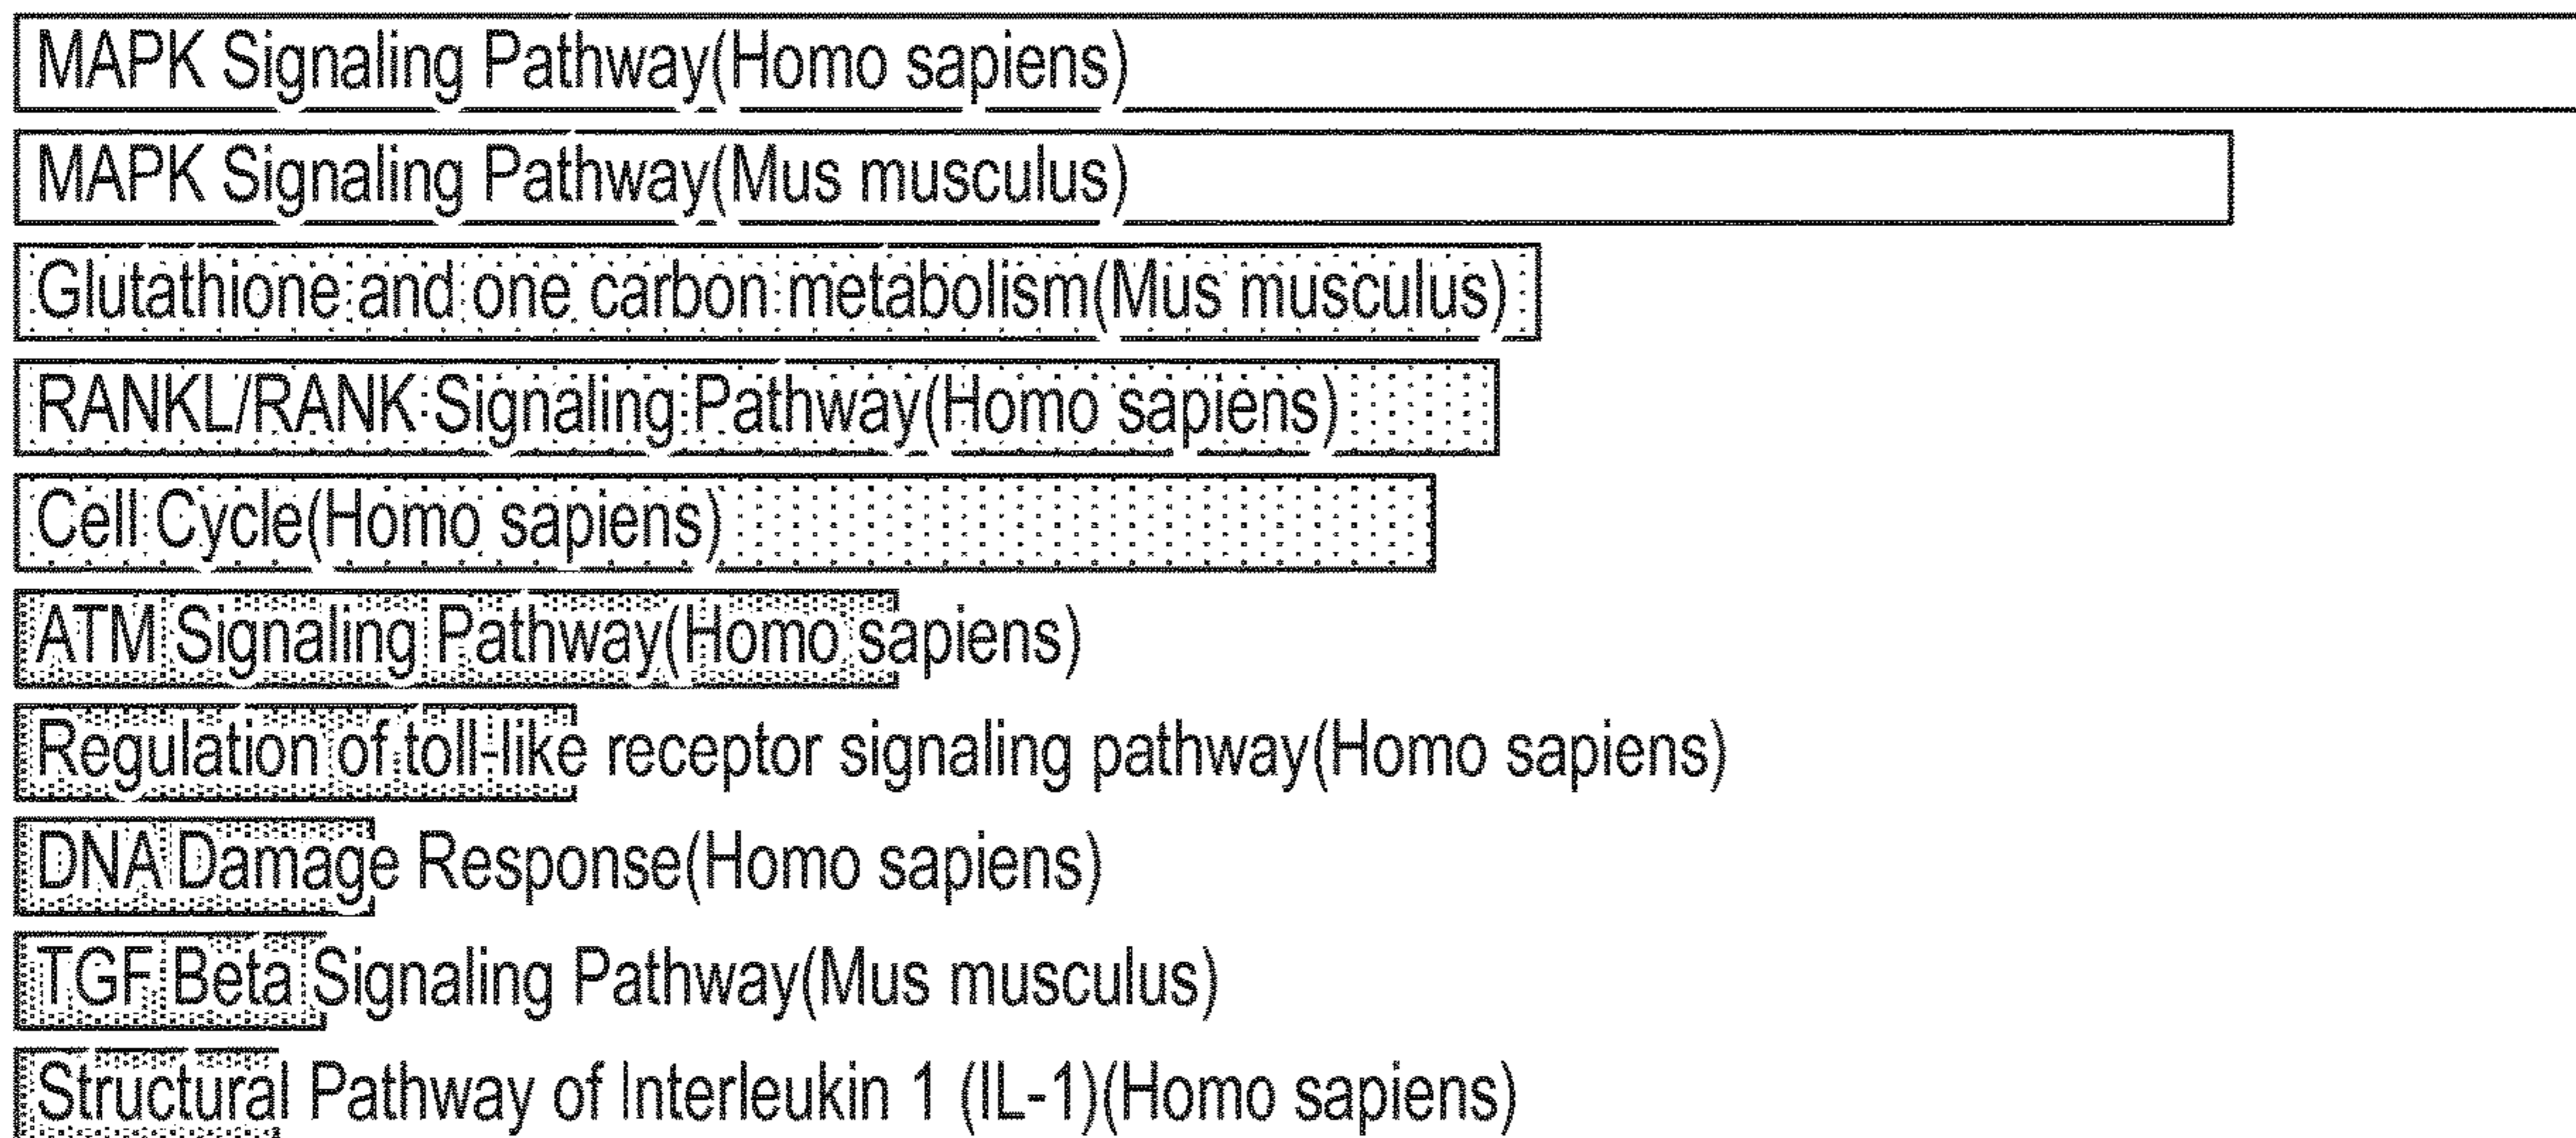 MAPK Signaling Pathway(Homo sapiens)
MAPK Signaling Pathway(Mus musculus)
Glutathione and one carbon metabolism(Mus musculus)
RANKL/RANK Signaling Pathway(Homo sapiens)
Cell Cycle(Homo sapiens)
ATM Signaling Pathway(Homo sapiens)
Regulation of toll-like receptor signaling pathway(Homo sapiens)
DNA Damage Response(Homo sapiens)
TGF Beta Signaling Pathway(Mus musculus)
Structural Pathway of Interleukin 1 (IL-1)(Homo sapiens)